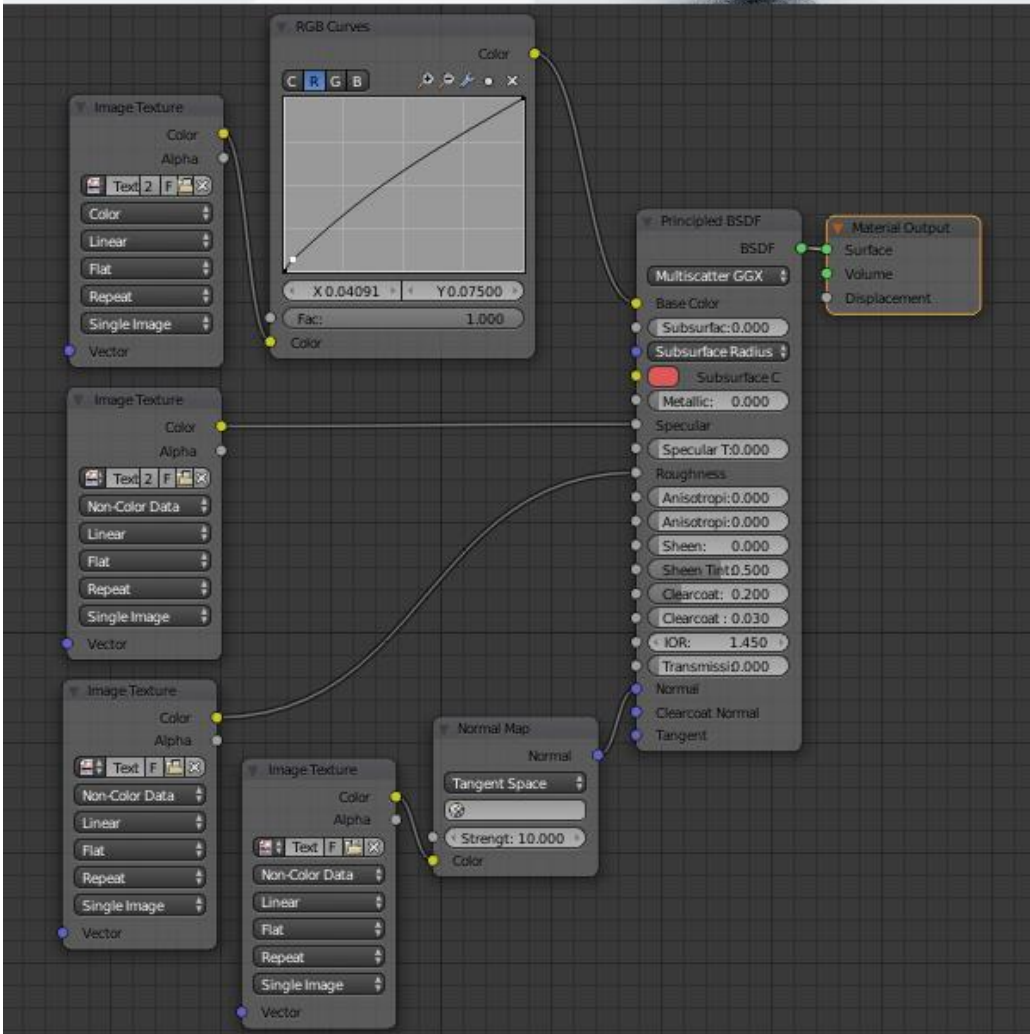 RGB Curves
Color
C R G B
X 0.04091 Y 0.07500
Fac: 1.000
Color
Image Texture
Color
Alpha
Text 2 F
Color
Linear
Flat
Repeat
Single Image
Vector
Image Texture
Color
Alpha
Text 2 F
Non-Color Data
Linear
Flat
Repeat
Single Image
Vector
Image Texture
Color
Alpha
Text F
Non-Color Data
Linear
Flat
Repeat
Single Image
Vector
Image Texture
Color
Alpha
Text F
Non-Color Data
Linear
Flat
Repeat
Single Image
Vector
Normal Map
Normal
Tangent Space
Strengt: 10.000
Color
Principled BSDF
BSDF
Multiscatter GGX
Base Color
Subsurfac: 0.000
Subsurface Radius
Subsurface C
Metallic: 0.000
Specular
Specular T: 0.000
Roughness
Anisotropi: 0.000
Anisotropi: 0.000
Sheen: 0.000
Sheen Tint 0.500
Clearcoat: 0.200
Clearcoat : 0.030
IOR: 1.450
Transmissi: 0.000
Normal
Clearcoat Normal
Tangent
Material Output
Surface
Volume
Displacement